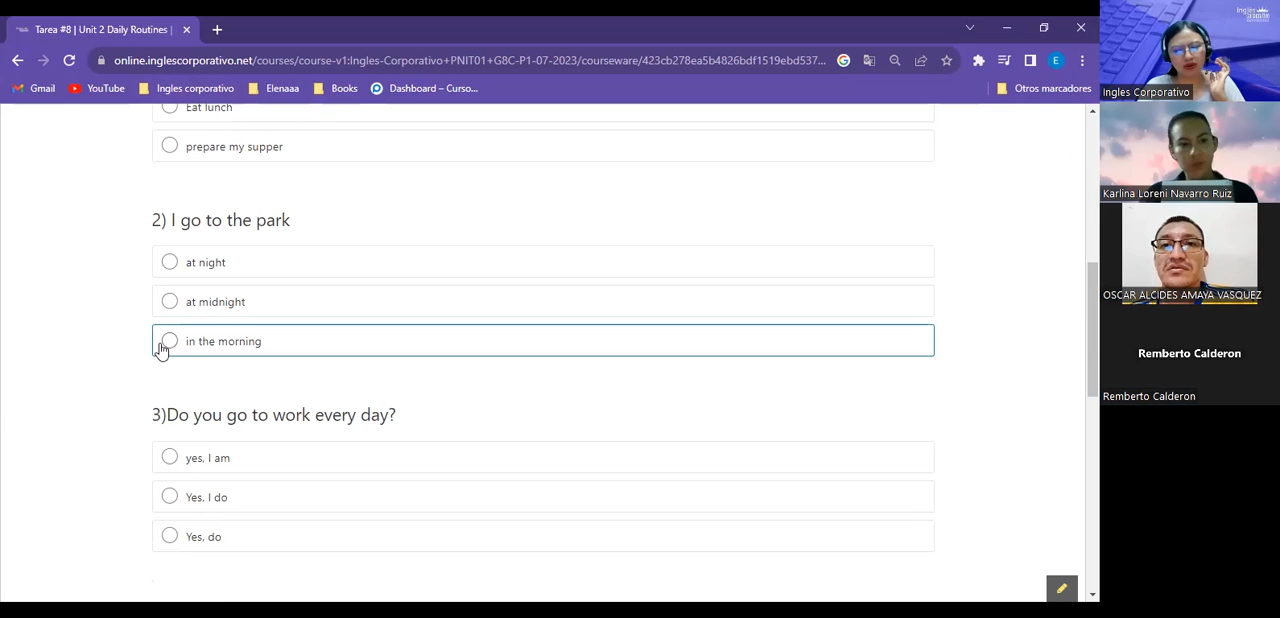 Tarea #8 | Unit 2 Daily Routines |
online.inglescorporativo.net/courses/course-v1:Ingles-Corporativo+PNIT01+G8C-P1-07-2023/courseware/423cb278ea5b4826bdf1519ebd537...
Gmail YouTube Ingles corporativo Elenaaa Books Dashboard – Curso... Otros marcadores
E
Eat lunch
prepare my supper
2) I go to the park
at night
at midnight
in the morning
3)Do you go to work every day?
yes, I am
Yes, I do
Yes, do
Ingles Corporativo
Karlina Loreni Navarro Ruiz
OSCAR ALCIDES AMAYA VASQUEZ
Remberto Calderon
Remberto Calderon